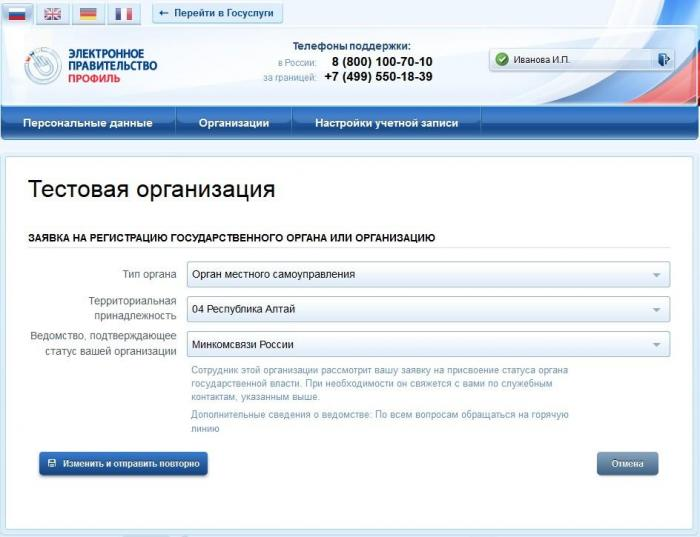 ← Перейти в Госуслуги
ЭЛЕКТРОННОЕ
ПРАВИТЕЛЬСТВО
ПРОФИЛЬ
Телефоны поддержки:
в России: 8 (800) 100-70-10
за границей: +7 (499) 550-18-39
Иванова И.П.
Персональные данные Организации Настройки учетной записи
Тестовая организация
ЗАЯВКА НА РЕГИСТРАЦИЮ ГОСУДАРСТВЕННОГО ОРГАНА ИЛИ ОРГАНИЗАЦИЮ
Тип органа Орган местного самоуправления
Территориальная
принадлежность 04 Республика Алтай
Ведомство, подтверждающее
статус вашей организации Минкомсвязи России
Сотрудник этой организации рассмотрит вашу заявку на присвоение статуса органа
государственной власти. При необходимости он свяжется с вами по служебным
контактам, указанным выше.
Дополнительные сведения о ведомстве: По всем вопросам обращаться на горячую
линию
Изменить и отправить повторно Отмена